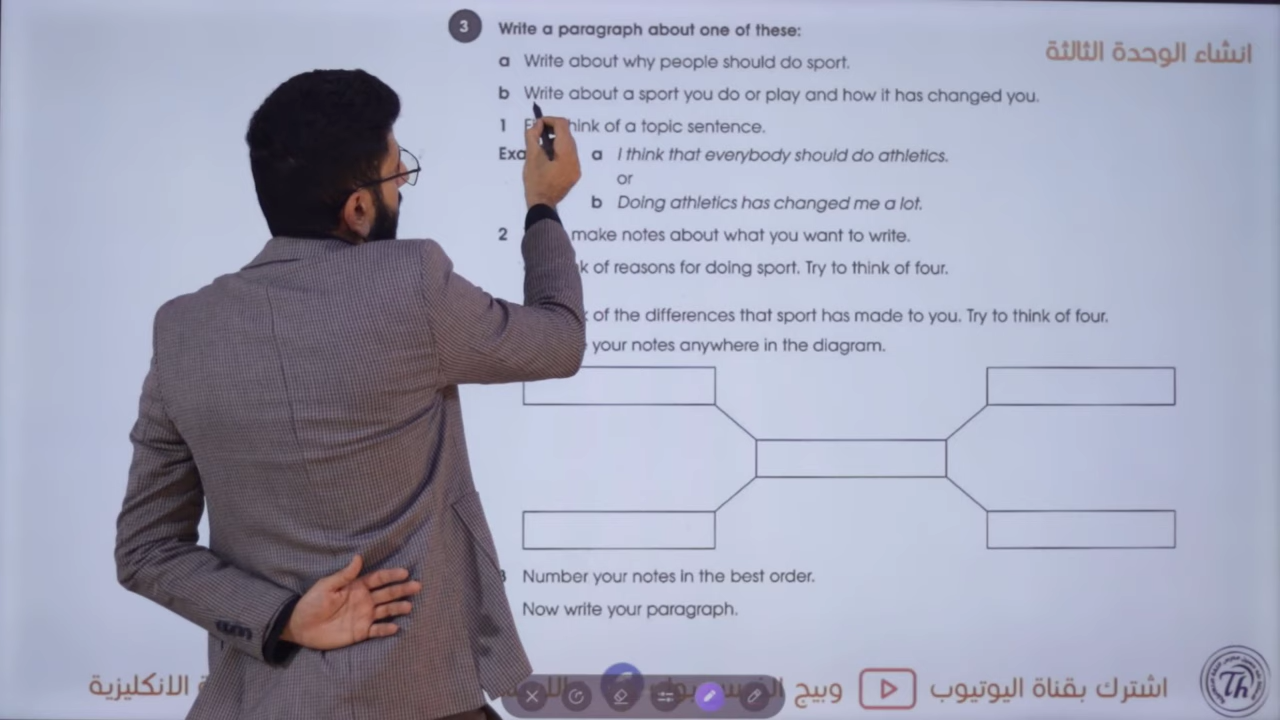 3 Write a paragraph about one of these:
انشاء الوحدة الثالثة
a Write about why people should do sport.
b Write about a sport you do or play and how it has changed you.
1 think of a topic sentence.
a I think that everybody should do athletics.
or
b Doing athletics has changed me a lot.
2 make notes about what you want to write.
of reasons for doing sport. Try to think of four.
of the differences that sport has made to you. Try to think of four.
your notes anywhere in the diagram.
Number your notes in the best order.
Now write your paragraph.
اشترك بقناة اليوتيوب وبيج الانكليزية
Th